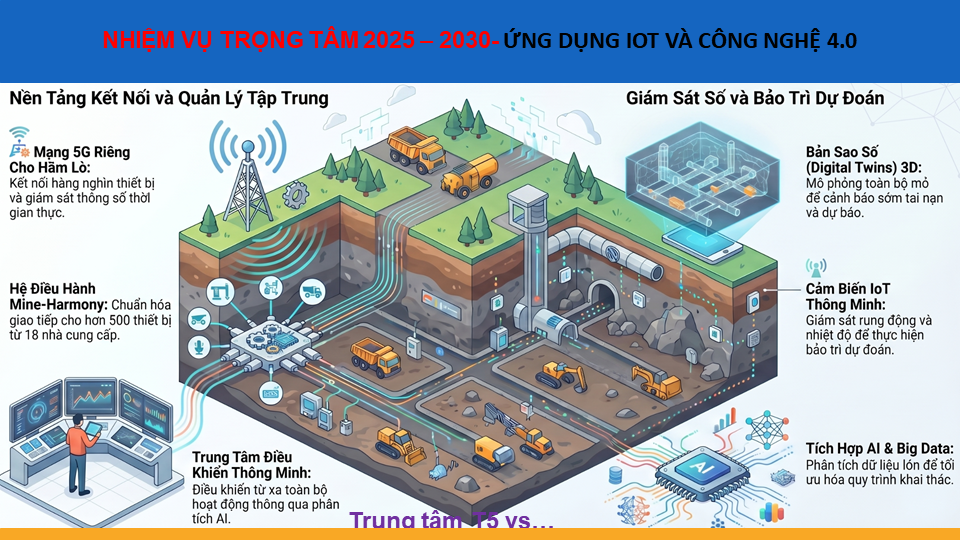 NHIỆM VỤ TRỌNG TÂM 2025 – 2030- ỨNG DỤNG IOT VÀ CÔNG NGHỆ 4.0
Nền Tảng Kết Nối và Quản Lý Tập Trung
Mạng 5G Riêng
Cho Hầm Lò:
Kết nối hàng nghìn thiết bị
và giám sát thông số thời
gian thực.
Hệ Điều Hành
Mine-Harmony: Chuẩn hóa
giao tiếp cho hơn 500 thiết bị
từ 18 nhà cung cấp.
Trung Tâm Điều
Khiển Thông Minh:
Điều khiển từ xa toàn bộ
hoạt động thông qua phân
tích AI.
Giám Sát Số và Bảo Trì Dự Đoán
Bản Sao Số
(Digital Twins) 3D:
Mô phỏng toàn bộ mỏ
để cảnh báo sớm tai nạn
và dự báo.
Cảm Biến IoT
Thông Minh:
Giám sát rung động và
nhiệt độ để thực hiện
bảo trì dự đoán.
AI
Tích Hợp AI & Big Data:
Phân tích dữ liệu lớn để tối
ưu hóa quy trình khai thác.
Trung tâm T5 vs...